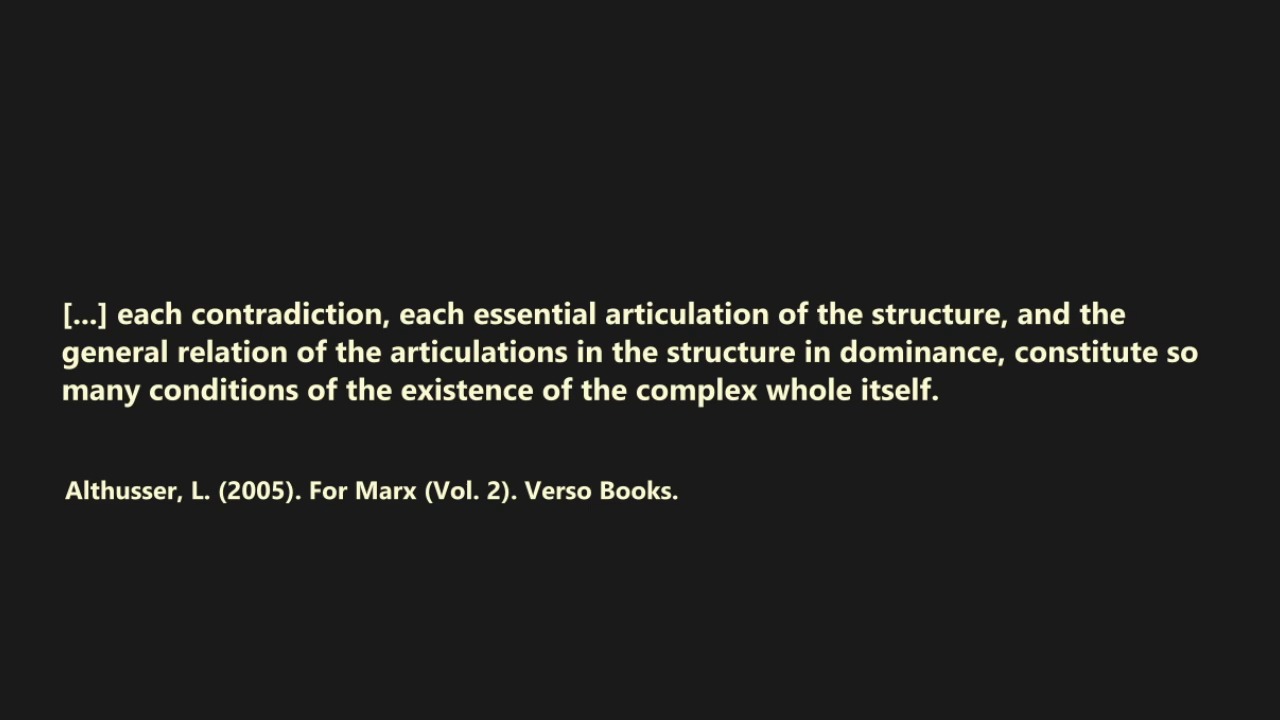 [...] each contradiction, each essential articulation of the structure, and the
general relation of the articulations in the structure in dominance, constitute so
many conditions of the existence of the complex whole itself.
Althusser, L. (2005). For Marx (Vol. 2). Verso Books.